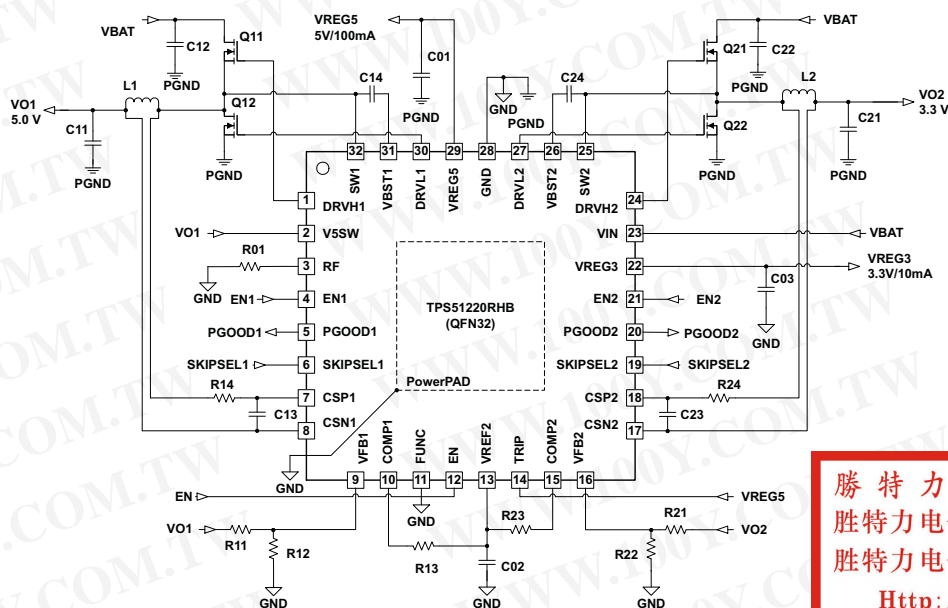 VBAT
C12
Q11
PGND
VREG5
5V/100mA
C01
PGND
C14
L1
VO1
5.0 V
C11
PGND
Q12
PGND
GND
PGND
C24
Q21
VBAT
C22
PGND
L2
VO2
3.3 V
C21
PGND
Q22
PGND
32 31 30 29 28 27 26 25
SW1 VBST1 DRVL1 VREG5 GND DRVL2 VBST2 SW2
1 DRVH1
VO1 2 V5SW
R01
GND 3 RF
EN1 4 EN1
PGOOD1 5 PGOOD1
SKIPSEL1 6 SKIPSEL1
R14
7 CSP1
C13
8 CSN1
TPS51220RHB
(QFN32)
PowerPAD
GND
DRVH2 24
VIN 23 VBAT
VREG3 22 VREG3
3.3V/10mA
C03
GND
EN2 21 EN2
PGOOD2 20 PGOOD2
SKIPSEL2 19 SKIPSEL2
R24
CSP2 18
C23
CSN2 17
VFB1 COMP1 FUNC EN VREF2 TRIP COMP2 VFB2
9 10 11 12 13 14 15 16
EN
GND
VREG5
VO1
R11
R12
R13
R23
C02
R21
VO2
R22
GND
GND
GND
勝特力
胜特力电
胜特力电
Http:
WWW.100Y.COM.TW